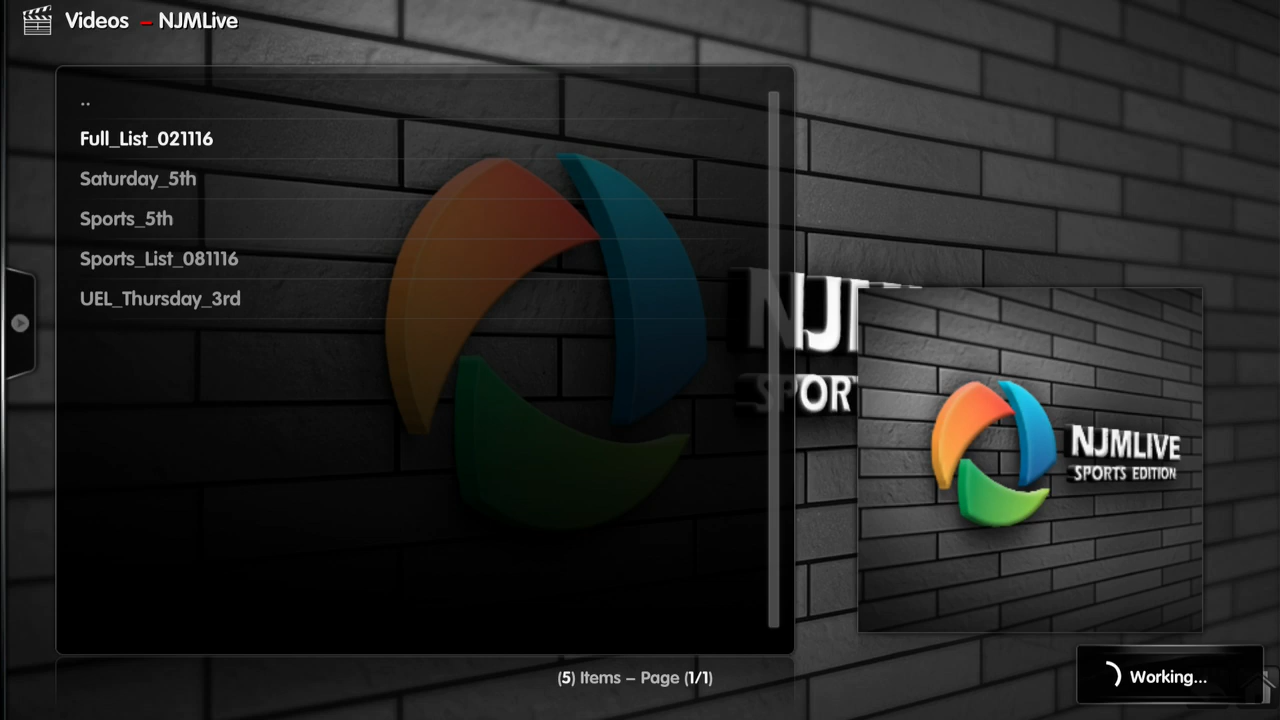 Videos – NJMLive
..
Full_List_021116
Saturday_5th
Sports_5th
Sports_List_081116
UEL_Thursday_3rd
NJMLIVE
SPORTS EDITION
(5) Items – Page (1/1)
Working...